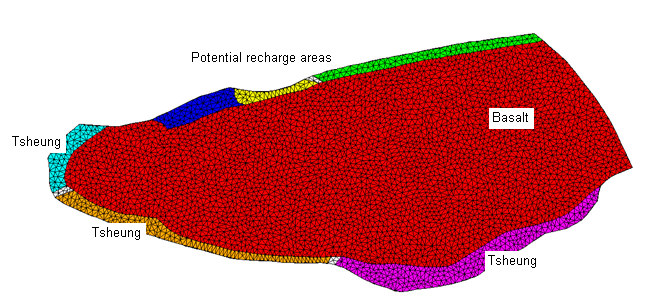 Potential recharge areas
Basalt
Tsheung
Tsheung
Tsheung